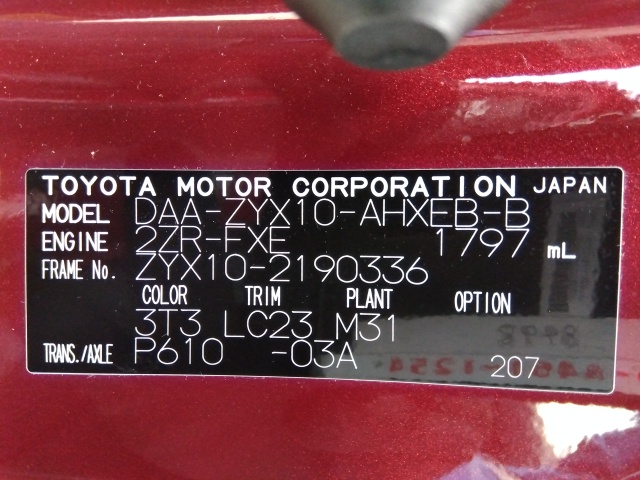 TOYOTA MOTOR CORPORATION JAPAN
MODEL DAA-ZYX10-AHXEB-B
ENGINE 2ZR-FXE 1797 mL
FRAME No. ZYX10-2190336
COLOR TRIM PLANT OPTION
3T3 LC23 M31
TRANS./AXLE P610 -03A
207